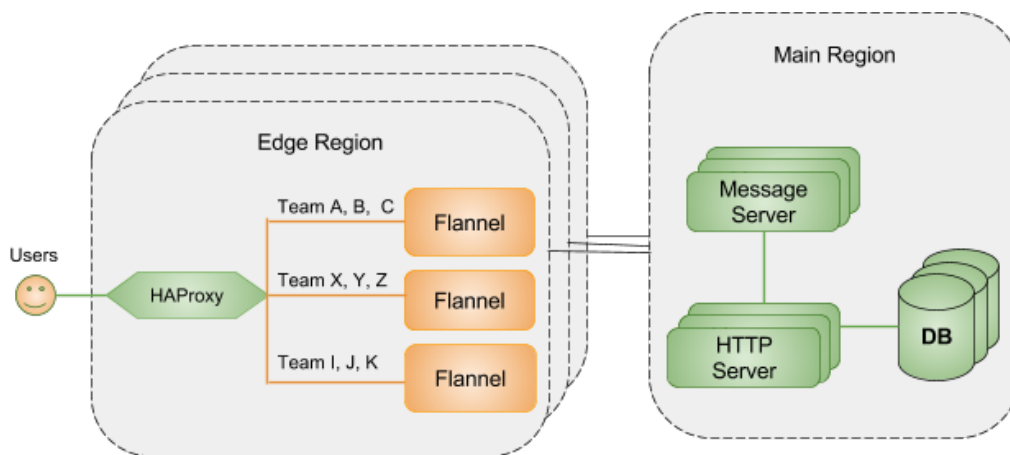 Main Region
Edge Region
Team A, B, C
Flannel
Message
Server
Users
Team X, Y, Z
HAProxy
Flannel
DB
HTTP
Server
Team I, J, K
Flannel